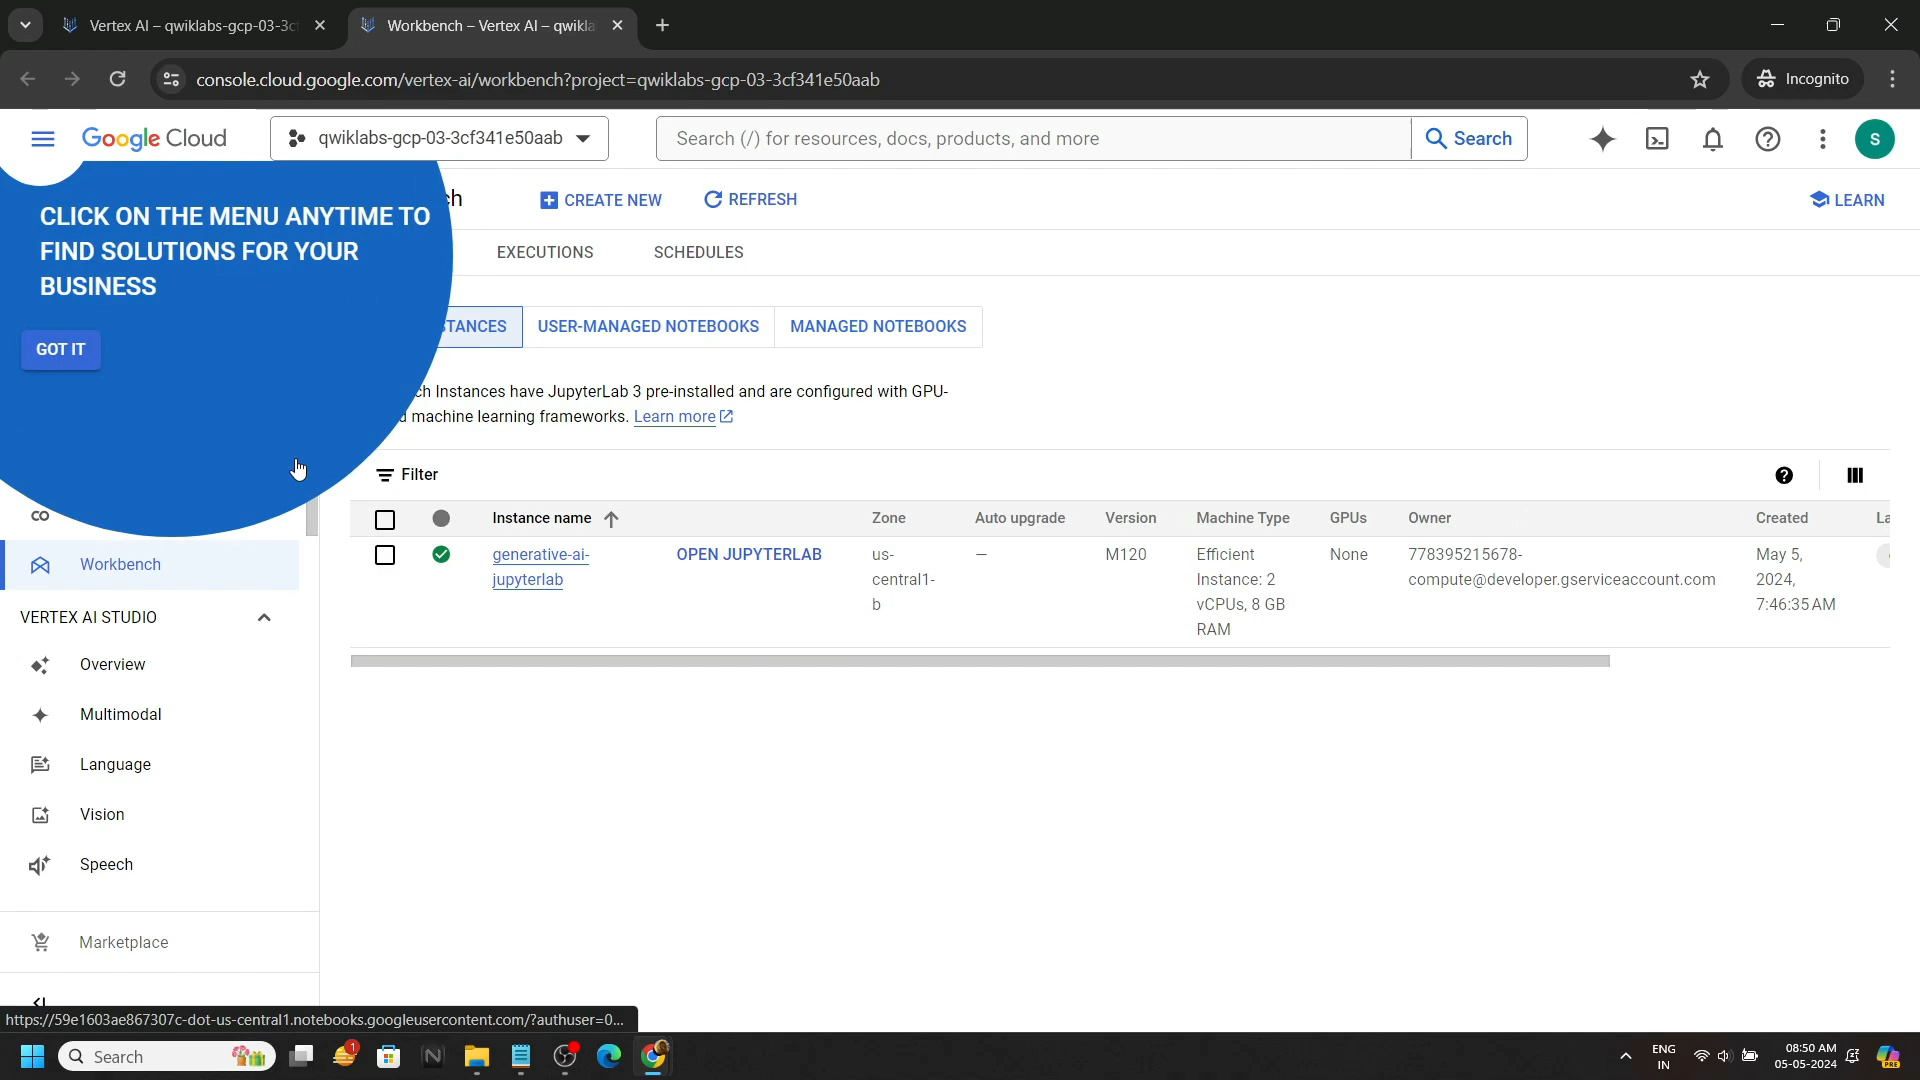 Vertex AI – qwiklabs-gcp-03-3cf
Workbench – Vertex AI – qwikla
console.cloud.google.com/vertex-ai/workbench?project=qwiklabs-gcp-03-3cf341e50aab
Incognito
Google Cloud
qwiklabs-gcp-03-3cf341e50aab
Search (/) for resources, docs, products, and more
Search
S
CLICK ON THE MENU ANYTIME TO
FIND SOLUTIONS FOR YOUR
BUSINESS
GOT IT
ch
CREATE NEW
REFRESH
LEARN
EXECUTIONS
SCHEDULES
STANCES
USER-MANAGED NOTEBOOKS
MANAGED NOTEBOOKS
ch Instances have JupyterLab 3 pre-installed and are configured with GPU-
d machine learning frameworks. Learn more
Filter
Instance name
Zone
Auto upgrade
Version
Machine Type
GPUs
Owner
Created
La
generative-ai-
jupyterlab
OPEN JUPYTERLAB
us-
central1-
b
–
M120
Efficient
Instance: 2
vCPUs, 8 GB
RAM
None
778395215678-
compute@developer.gserviceaccount.com
May 5,
2024,
7:46:35 AM
Workbench
VERTEX AI STUDIO
Overview
Multimodal
Language
Vision
Speech
Marketplace
https://59e1603ae867307c-dot-us-central1.notebooks.googleusercontent.com/?authuser=0...
Search
1
ENG
IN
08:50 AM
05-05-2024
PRE